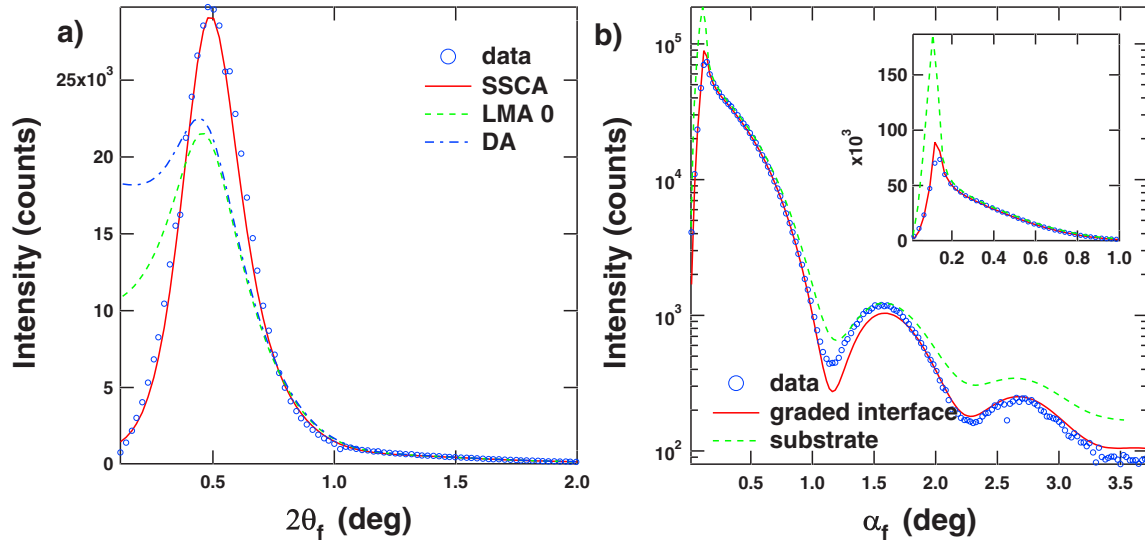 a)
data
SSCA
LMA 0
DA
25x10³
20
15
10
5
0
0.5
1.0
1.5
2.0
Intensity (counts)
2θf (deg)
b)
10⁵
10⁴
10³
10²
0.5
1.0
1.5
2.0
2.5
3.0
3.5
Intensity (counts)
αf (deg)
data
graded interface
substrate
x10³
150
100
50
0
0.2
0.4
0.6
0.8
1.0